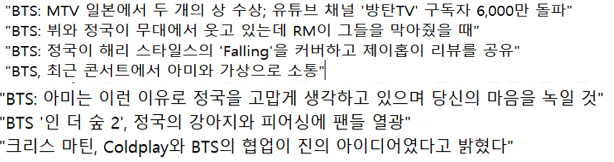 "BTS: MTV 일본에서 두 개의 상 수상; 유튜브 채널 '방탄TV' 구독자 6,000만 돌파"
"BTS: 뷔와 정국이 무대에서 웃고 있는데 RM이 그들을 막아줬을 때"
"BTS: 정국이 해리 스타일스의 'Falling'을 커버하고 제이홉이 리뷰를 공유"
"BTS, 최근 콘서트에서 아미와 가상으로 소통"
"BTS: 아미는 이런 이유로 정국을 고맙게 생각하고 있으며 당신의 마음을 녹일 것"
"BTS '인 더 숲 2', 정국의 강아지와 피어싱에 팬들 열광"
"크리스 마틴, Coldplay와 BTS의 협업이 진의 아이디어였다고 밝혔다"